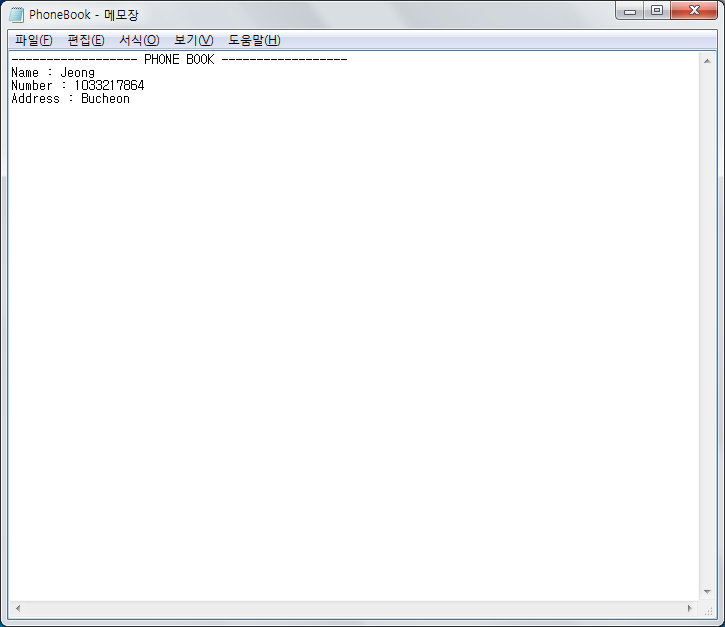 PhoneBook - 메모장
파일(F) 편집(E) 서식(O) 보기(V) 도움말(H)
------------------ PHONE BOOK ------------------
Name : Jeong
Number : 1033217864
Address : Bucheon